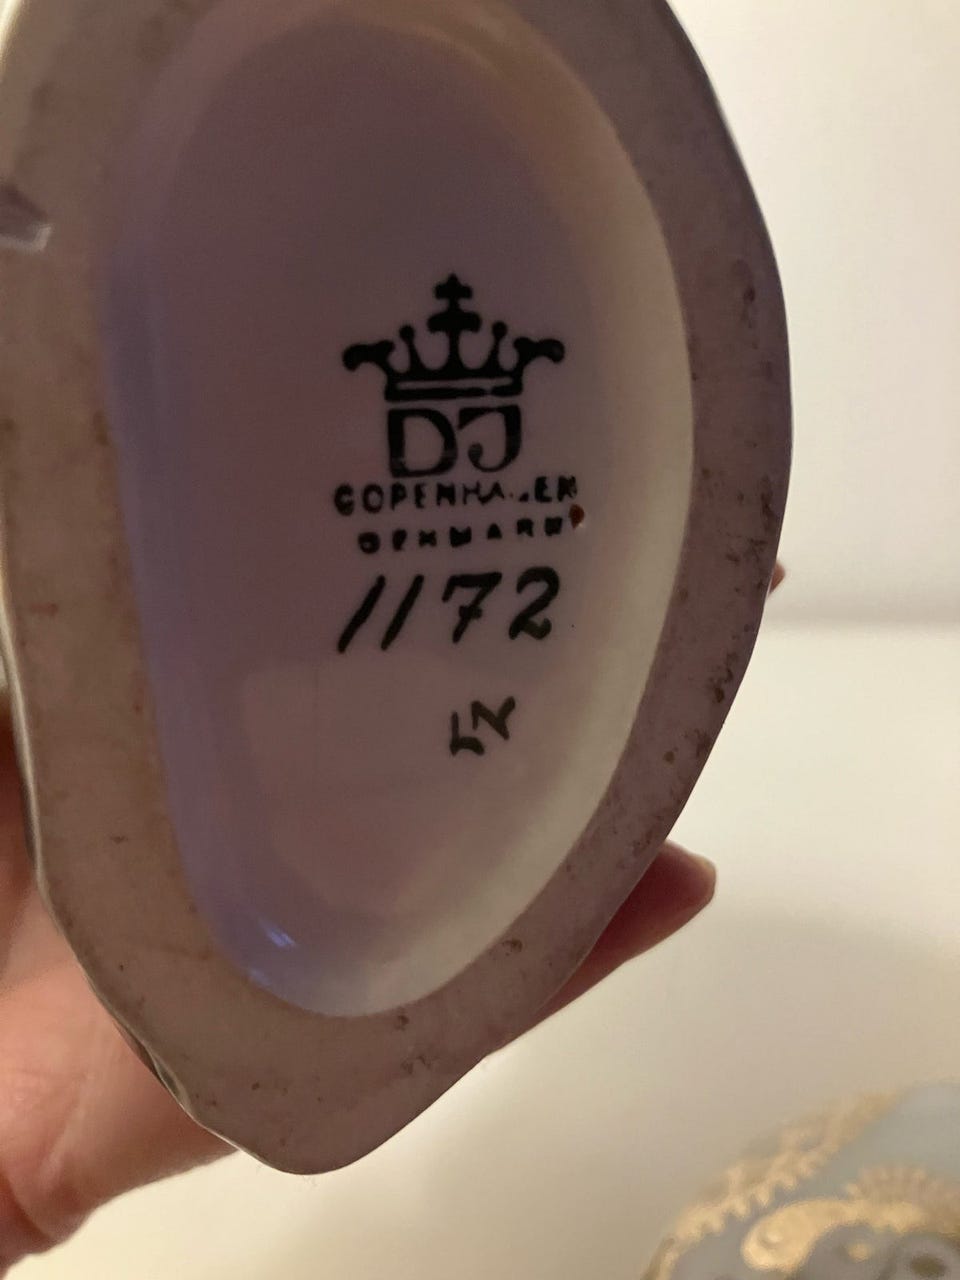 DJ
COPENHAGEN
DENMARK
1172